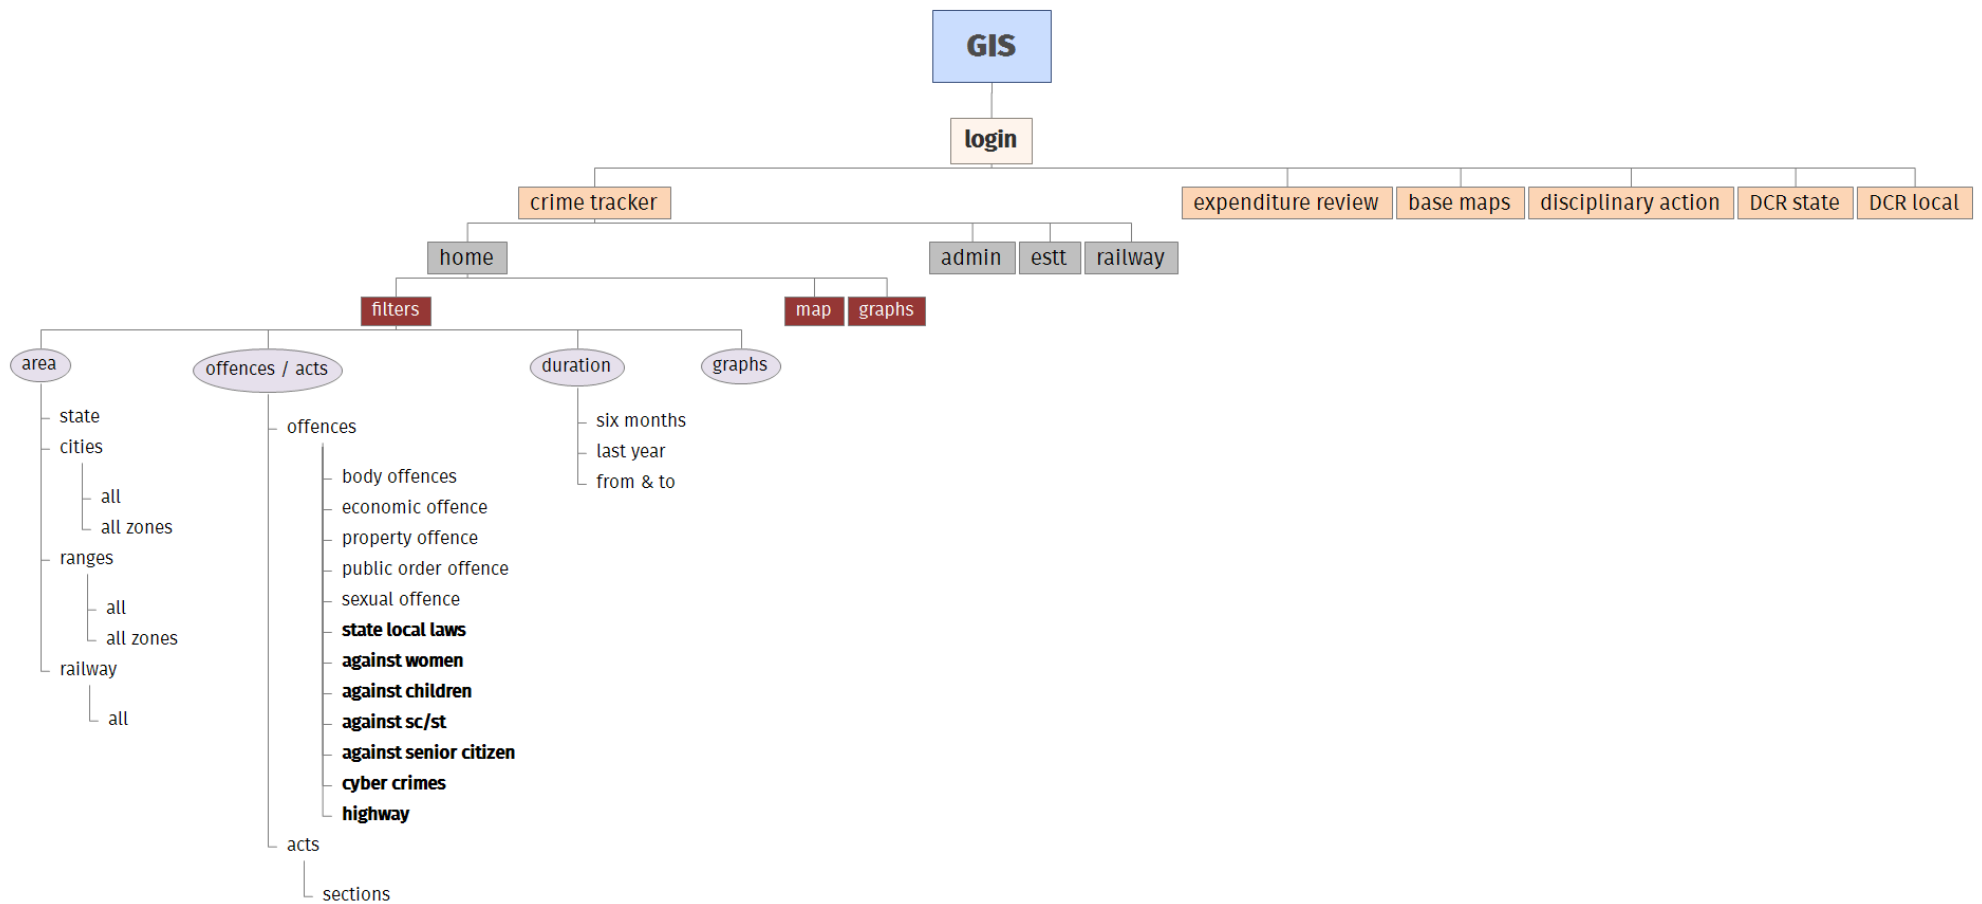 GIS
login
crime tracker
expenditure review
base maps
disciplinary action
DCR state
DCR local
home
admin
estt
railway
filters
map
graphs
area
offences / acts
duration
graphs
state
cities
all
all zones
ranges
all
all zones
railway
all
offences
body offences
economic offence
property offence
public order offence
sexual offence
state local laws
against women
against children
against sc/st
against senior citizen
cyber crimes
highway
acts
sections
six months
last year
from & to